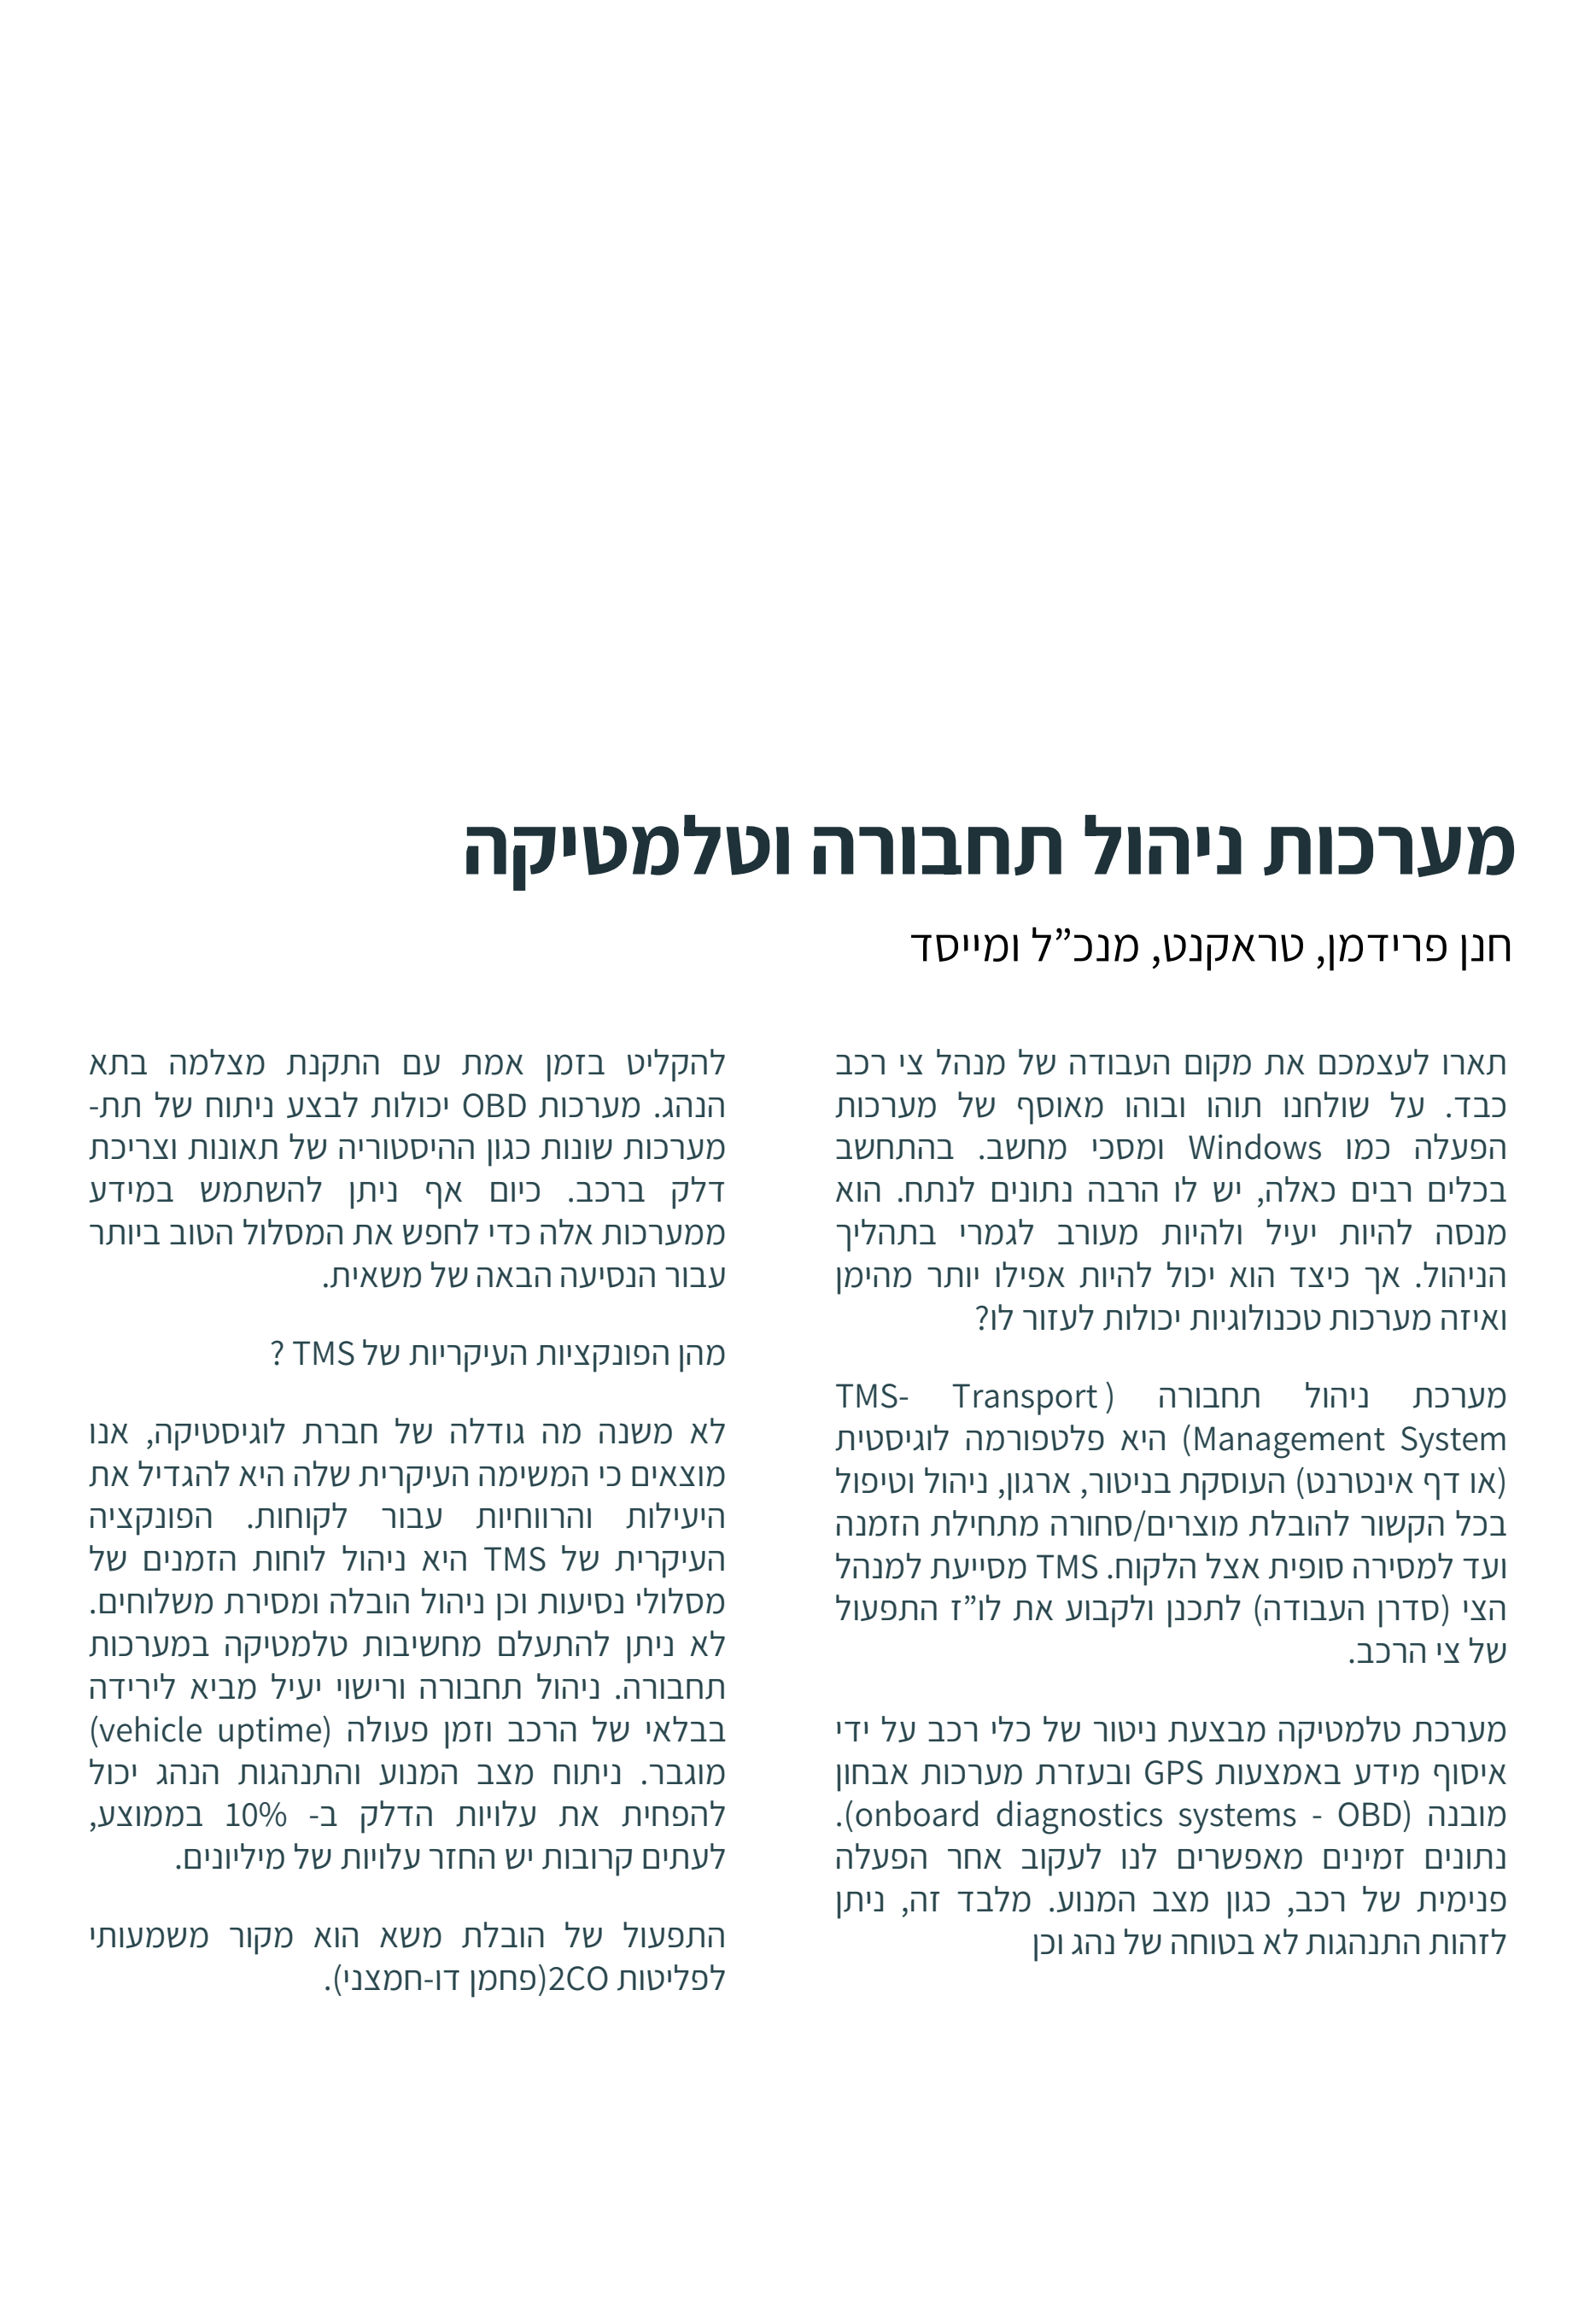 מערכות ניהול תחבורה וטלמטיקה
חנן פרידמן, טראקנט, מנכ”ל ומייסד
תארו לעצמכם את מקום העבודה של מנהל צי רכב
כבד. על שולחנו תוהו ובוהו מאוסף של מערכות
הפעלה כמו Windows ומסכי מחשב. בהתחשב
בכלים רבים כאלה, יש לו הרבה נתונים לנתח. הוא
מנסה להיות יעיל ולהיות מעורב לגמרי בתהליך
הניהול. אך כיצד הוא יכול להיות אפילו יותר מהימן
ואיזה מערכות טכנולוגיות יכולות לעזור לו?
מערכת ניהול תחבורה (TMS- Transport
Management System) היא פלטפורמה לוגיסטית
(או דף אינטרנט) העוסקת בניטור, ארגון, ניהול וטיפול
בכל הקשור להובלת מוצרים/סחורה מתחילת הזמנה
ועד למסירה סופית אצל הלקוח. TMS מסייעת למנהל
הצי (סדרן העבודה) לתכנן ולקבוע את לו”ז התפעול
של צי הרכב.
מערכת טלמטיקה מבצעת ניטור של כלי רכב על ידי
איסוף מידע באמצעות GPS ובעזרת מערכות אבחון
מובנה (onboard diagnostics systems - OBD).
נתונים זמינים מאפשרים לנו לעקוב אחר הפעלה
פנימית של רכב, כגון מצב המנוע. מלבד זה, ניתן
לזהות התנהגות לא בטוחה של נהג וכן
להקליט בזמן אמת עם התקנת מצלמה בתא
הנהג. מערכות OBD יכולות לבצע ניתוח של תת-
מערכות שונות כגון ההיסטוריה של תאונות וצריכת
דלק ברכב. כיום אף ניתן להשתמש במידע
ממערכות אלה כדי לחפש את המסלול הטוב ביותר
עבור הנסיעה הבאה של משאית.
מהן הפונקציות העיקריות של TMS ?
לא משנה מה גודלה של חברת לוגיסטיקה, אנו
מוצאים כי המשימה העיקרית שלה היא להגדיל את
היעילות והרווחיות עבור לקוחות. הפונקציה
העיקרית של TMS היא ניהול לוחות הזמנים של
מסלולי נסיעות וכן ניהול הובלה ומסירת משלוחים.
לא ניתן להתעלם מחשיבות טלמטיקה במערכות
תחבורה. ניהול תחבורה ורישוי יעיל מביא לירידה
בבלאי של הרכב וזמן פעולה (vehicle uptime)
מוגבר. ניתוח מצב המנוע והתנהגות הנהג יכול
להפחית את עלויות הדלק ב- 10% בממוצע,
לעתים קרובות יש החזר עלויות של מיליונים.
התפעול של הובלת משא הוא מקור משמעותי
לפליטות 2CO(פחמן דו-חמצני).